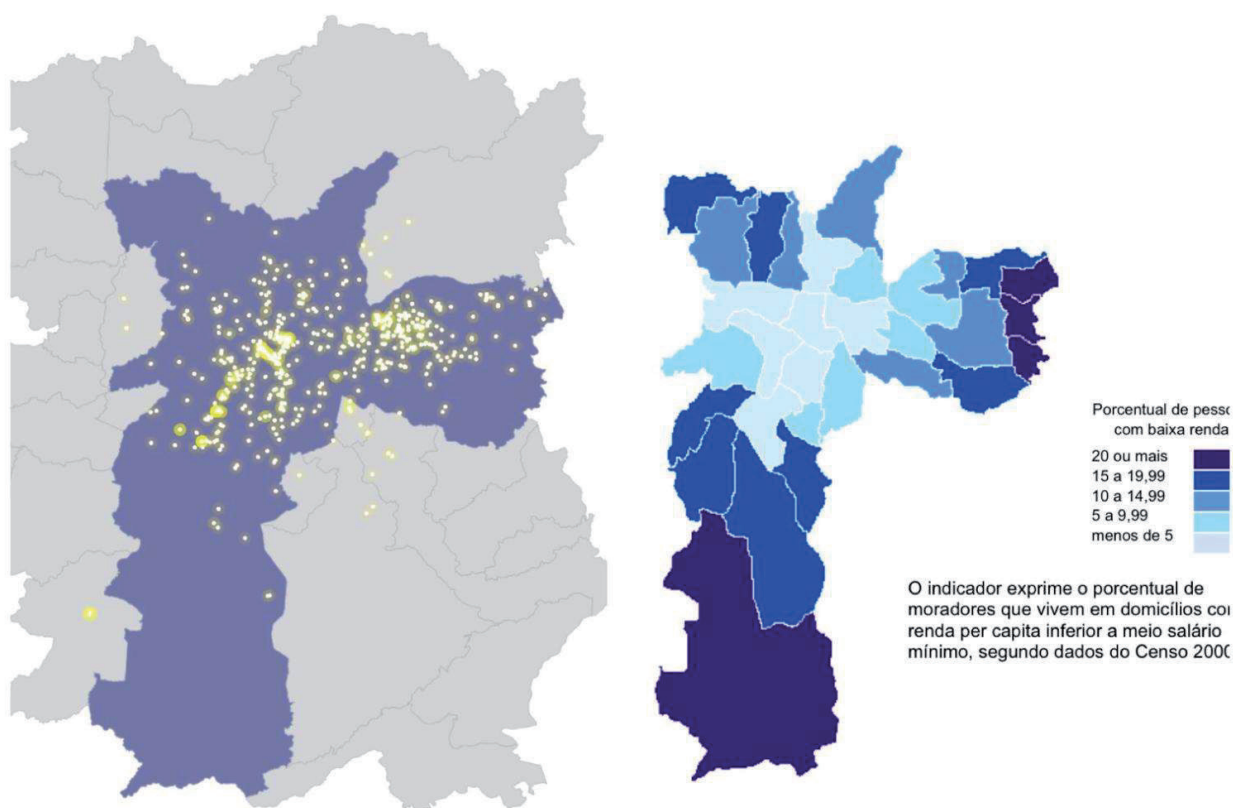 Porcentual de pesso
com baixa renda
20 ou mais
15 a 19,99
10 a 14,99
5 a 9,99
menos de 5
O indicador exprime o porcentual de
moradores que vivem em domicílios co
renda per capita inferior a meio salário
mínimo, segundo dados do Censo 2000